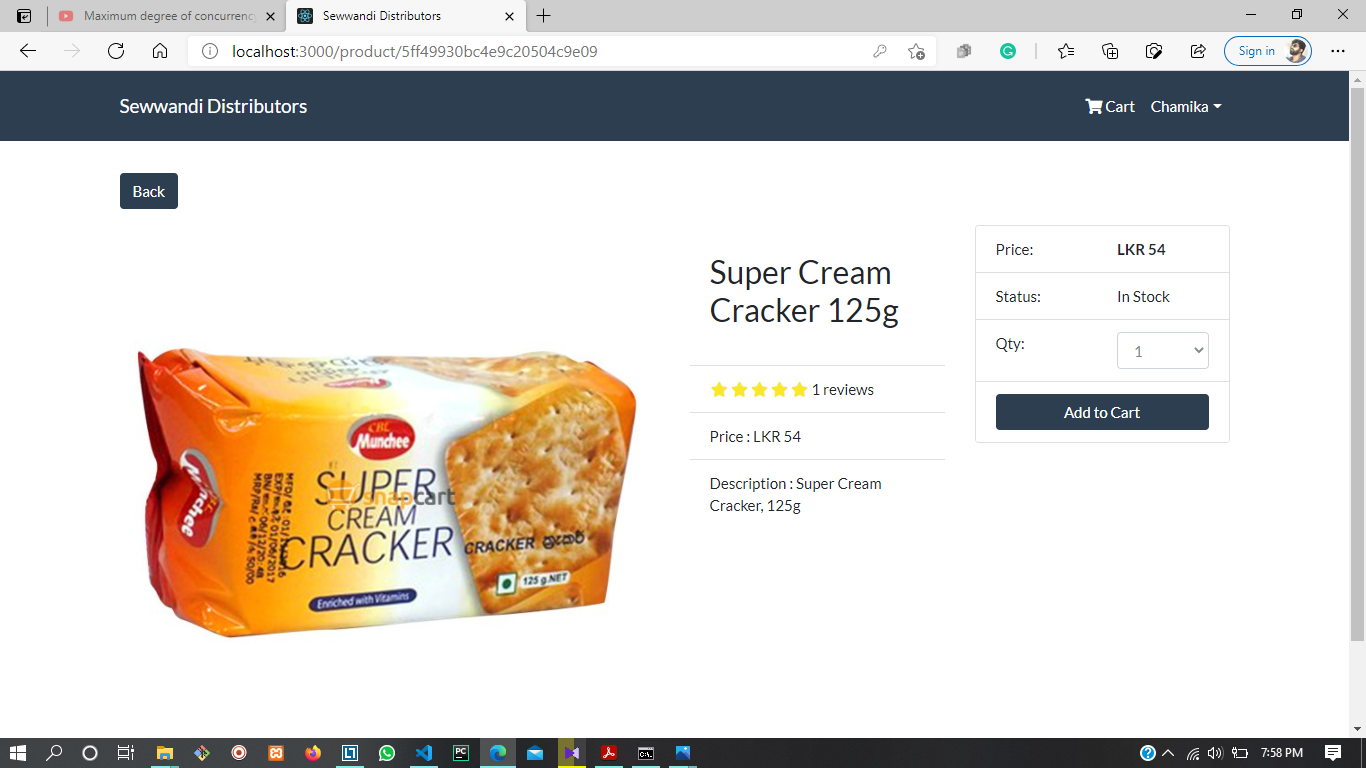 Maximum degree of concurrency
Sewwandi Distributors
localhost:3000/product/5ff49930bc4e9c20504c9e09
Sign in
Sewwandi Distributors
Cart
Chamika
Back
Super Cream
Cracker 125g
1 reviews
Price : LKR 54
Description : Super Cream
Cracker, 125g
Price:
LKR 54
Status:
In Stock
Qty:
1
Add to Cart
CBL
Munchee
SUPER
snapcart
CREAM
CRACKER
CRACKER ක්‍රැකර්
125 g.NET
Enriched with Vitamins
Munchee
PC
7:58 PM